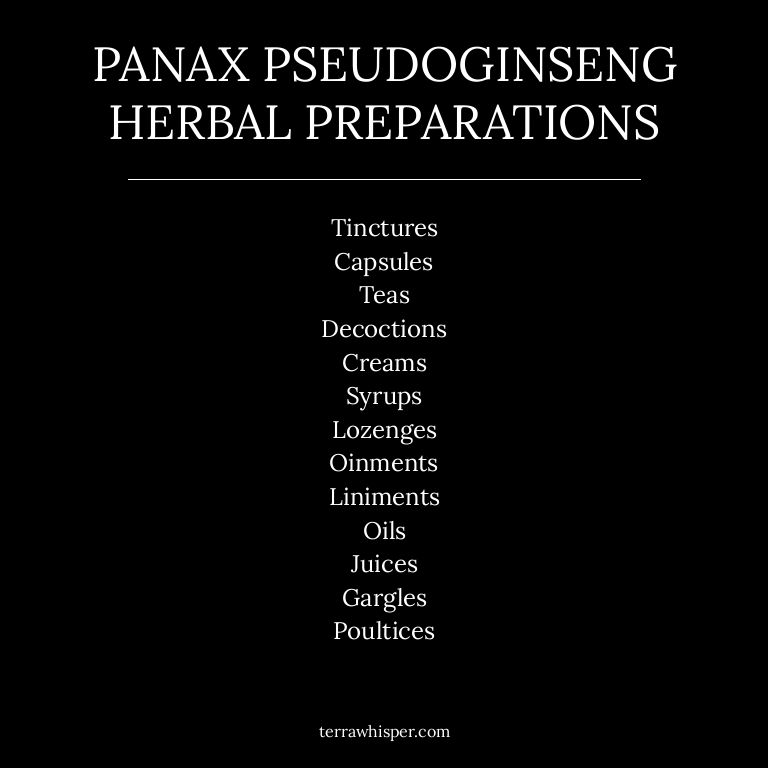 PANAX PSEUDOGINSENG
HERBAL PREPARATIONS
Tinctures
Capsules
Teas
Decoctions
Creams
Syrups
Lozenges
Oinments
Liniments
Oils
Juices
Gargles
Poultices
terrawhisper.com